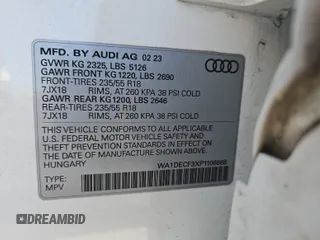 MFD. BY AUDI AG 02 23
GVWR KG 2325, LBS 5126
GAWR FRONT KG1220, LBS 2690
FRONT-TIRES 235/55 R18
7JX18 RIMS, AT 260 KPA 38 PSI COLD
GAWR REAR KG1200, LBS 2646
REAR-TIRES 235/55 R18
7JX18 RIMS, AT 260 KPA 38 PSI COLD
THIS VEHICLE CONFORMS TO ALL APPLICABLE
U.S. FEDERAL MOTOR VEHICLE SAFETY AND
THEFT PREVENTION STANDARDS IN EFFECT
ON THE DATE OF MANUFACTURE SHOWN ABOVE.
HUNGARY
TYPE:
MPV
DREAMBID
DREAMBID.COM